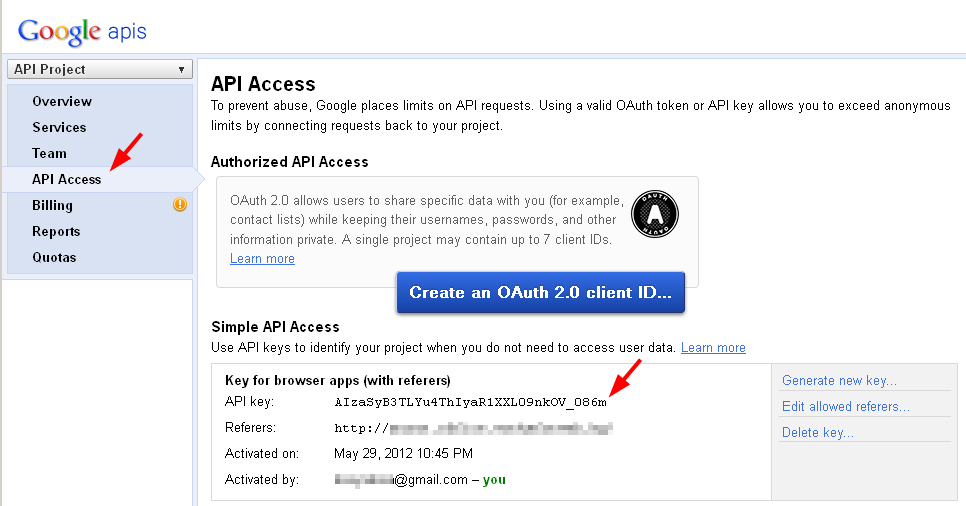 Google apis
API Project
Overview
Services
Team
API Access
Billing
Reports
Quotas
API Access
To prevent abuse, Google places limits on API requests. Using a valid OAuth token or API key allows you to exceed anonymous
limits by connecting requests back to your project.
Authorized API Access
OAuth 2.0 allows users to share specific data with you (for example,
contact lists) while keeping their usernames, passwords, and other
information private. A single project may contain up to 7 client IDs.
Learn more
OAUTH
A
OAUTH
Create an OAuth 2.0 client ID...
Simple API Access
Use API keys to identify your project when you do not need to access user data. Learn more
Key for browser apps (with referers)
API key: AIzaSyB3TLYu4ThIyaR1XXLO9nkOV_O86m
Referers: http://
Activated on: May 29, 2012 10:45 PM
Activated by: @gmail.com – you
Generate new key...
Edit allowed referers...
Delete key...